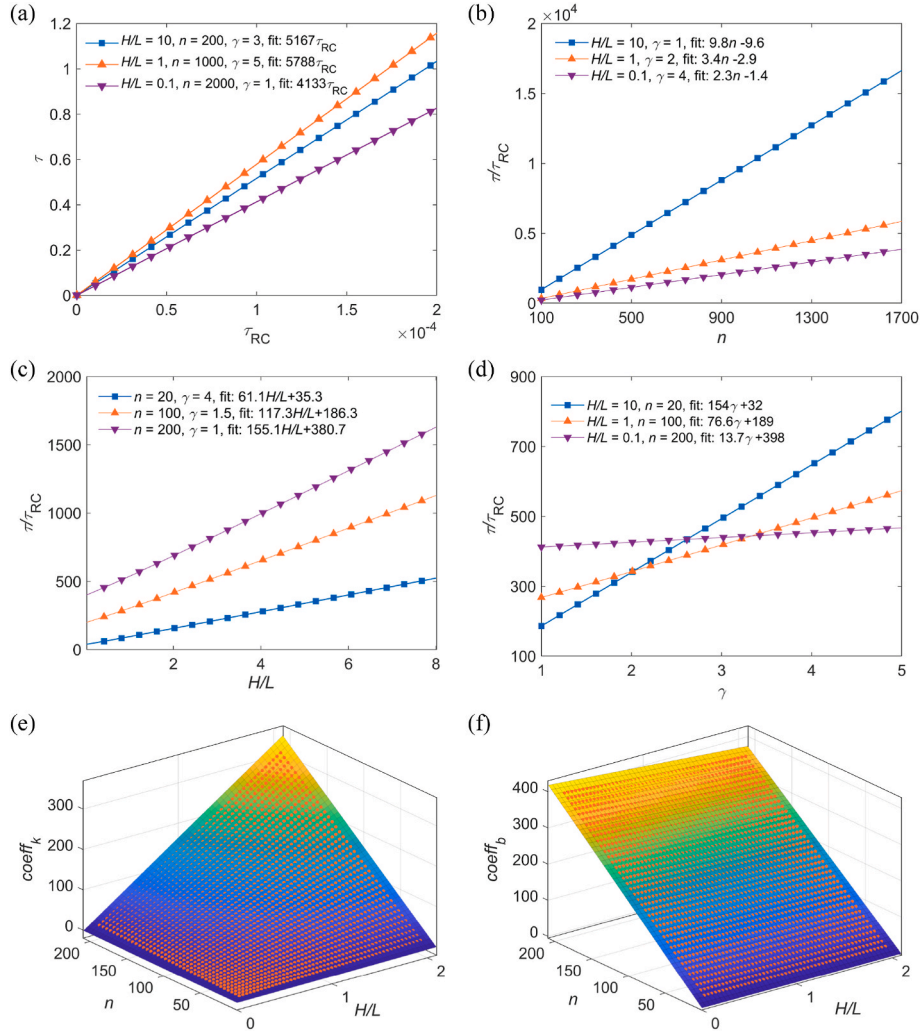 (a)
1.2
1
0.8
0.6
0.4
0.2
0
τ
H/L = 10, n = 200, γ = 3, fit: 5167τRC
H/L = 1, n = 1000, γ = 5, fit: 5788τRC
H/L = 0.1, n = 2000, γ = 1, fit: 4133τRC
0 0.5 1 1.5 2
τRC ×10⁻⁴
(b)
×10⁴
2
1.5
1
0.5
0
τ/τRC
H/L = 10, γ = 1, fit: 9.8n -9.6
H/L = 1, γ = 2, fit: 3.4n -2.9
H/L = 0.1, γ = 4, fit: 2.3n -1.4
100 500 900 1300 1700
n
(c)
2000
1500
1000
500
0
τ/τRC
n = 20, γ = 4, fit: 61.1H/L+35.3
n = 100, γ = 1.5, fit: 117.3H/L+186.3
n = 200, γ = 1, fit: 155.1H/L+380.7
2 4 6 8
H/L
(d)
900
700
500
300
100
τ/τRC
H/L = 10, n = 20, fit: 154γ +32
H/L = 1, n = 100, fit: 76.6γ +189
H/L = 0.1, n = 200, fit: 13.7γ +398
1 2 3 4 5
γ
(e)
300
200
100
0
coeff_k
200
150
100
50
n
0
1
2
H/L
(f)
400
300
200
100
0
coeff_b
200
150
100
50
n
0
1
2
H/L